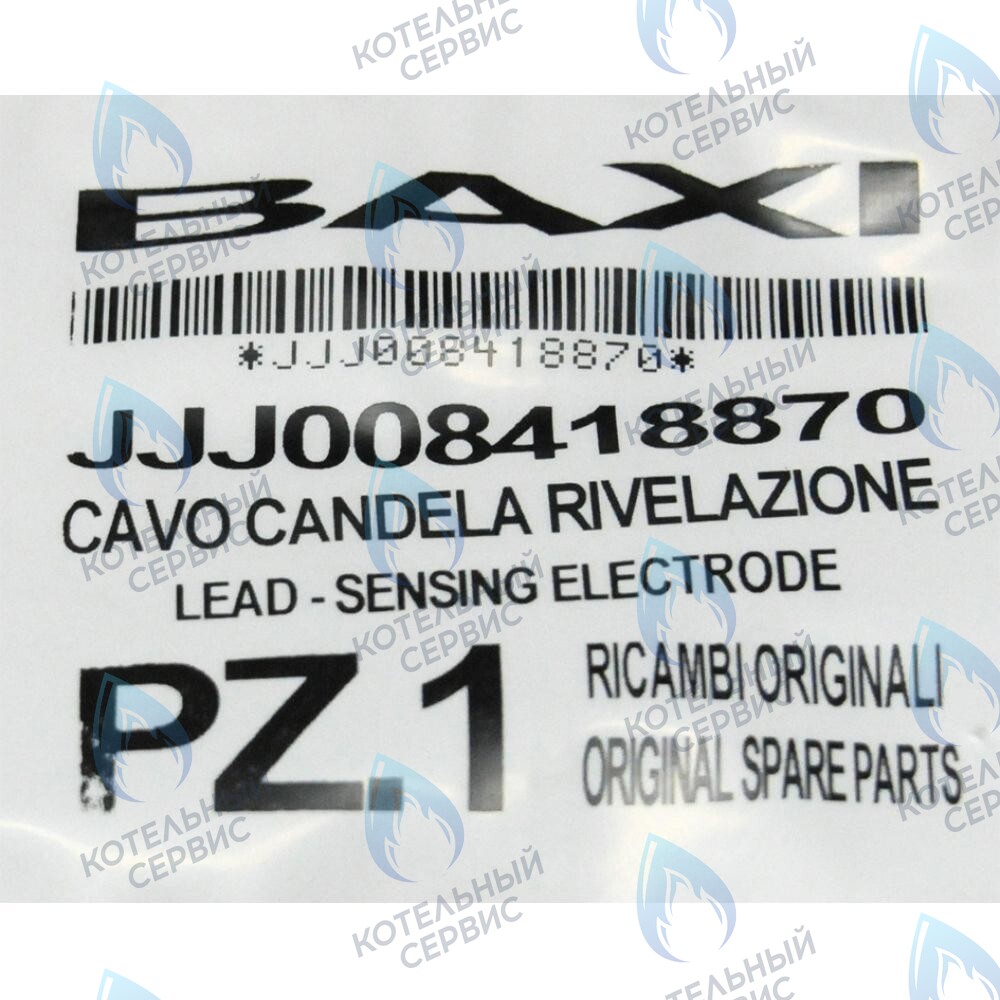 BAXI
*JJJ008418870*
JJJ008418870
CAVO CANDELA RIVELAZIONE
LEAD - SENSING ELECTRODE
PZ.1
RICAMBI ORIGINALI
ORIGINAL SPARE PARTS
КОТЕЛЬНЫЙ
СЕРВИС